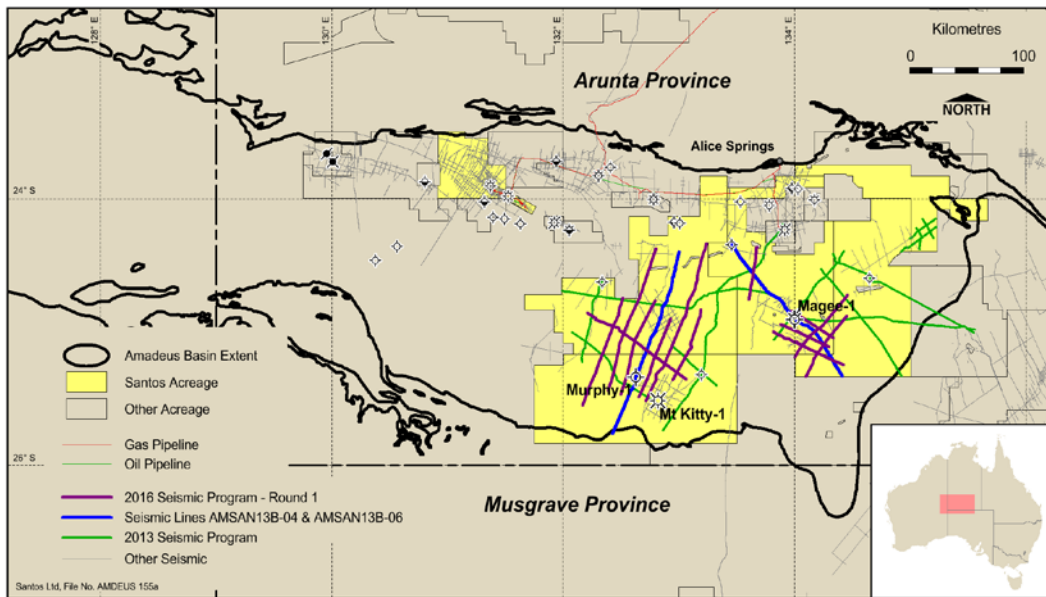 128° E
130° E
132° E
134° E
Kilometres
0 100
NORTH
Arunta Province
Alice Springs
24° S
Magee-1
Murphy-1
Mt Kitty-1
26° S
Musgrave Province
Amadeus Basin Extent
Santos Acreage
Other Acreage
Gas Pipeline
Oil Pipeline
2016 Seismic Program - Round 1
Seismic Lines AMSAN13B-04 & AMSAN13B-06
2013 Seismic Program
Other Seismic
Santos Ltd, File No. AMDEUS 155a